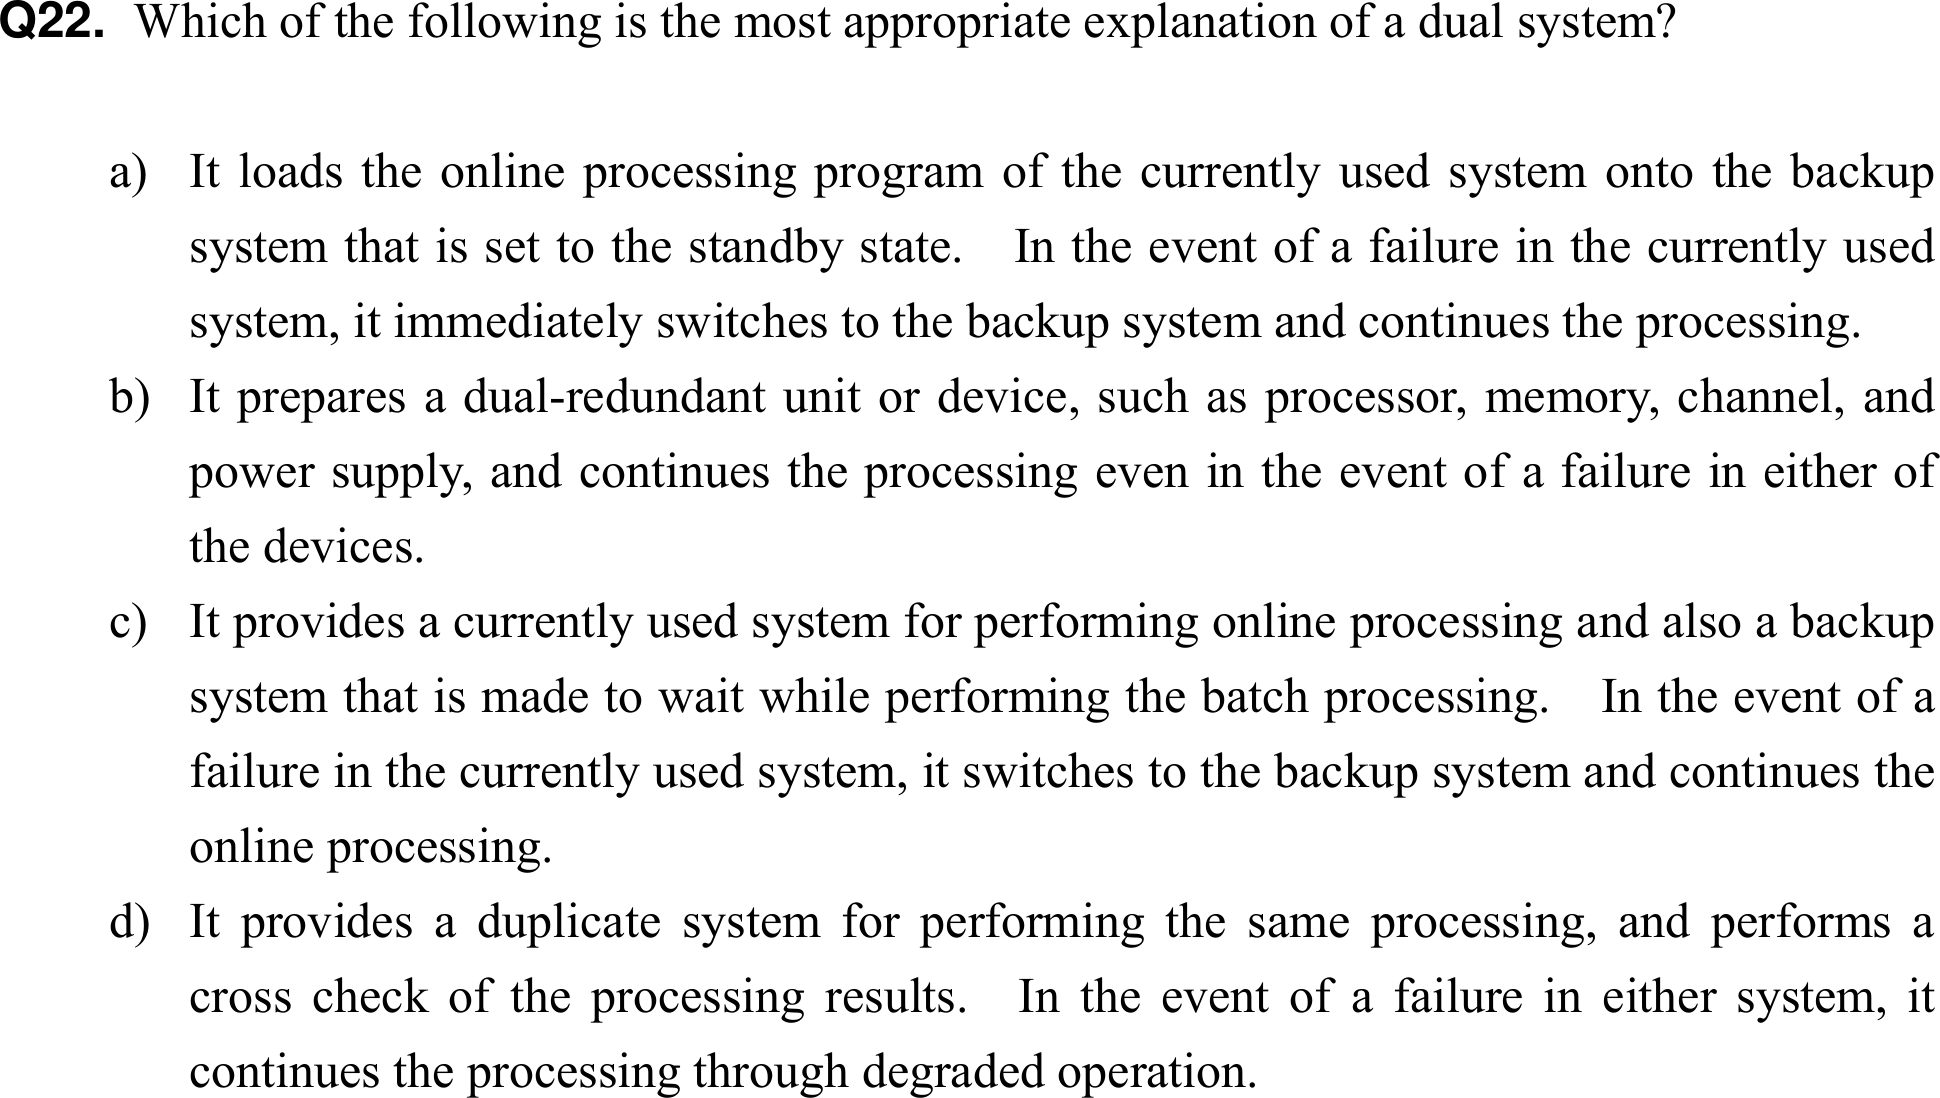 Q22. Which of the following is the most appropriate explanation of a dual system?
a) It loads the online processing program of the currently used system onto the backup
system that is set to the standby state. In the event of a failure in the currently used
system, it immediately switches to the backup system and continues the processing.
b) It prepares a dual-redundant unit or device, such as processor, memory, channel, and
power supply, and continues the processing even in the event of a failure in either of
the devices.
c) It provides a currently used system for performing online processing and also a backup
system that is made to wait while performing the batch processing. In the event of a
failure in the currently used system, it switches to the backup system and continues the
online processing.
d) It provides a duplicate system for performing the same processing, and performs a
cross check of the processing results. In the event of a failure in either system, it
continues the processing through degraded operation.